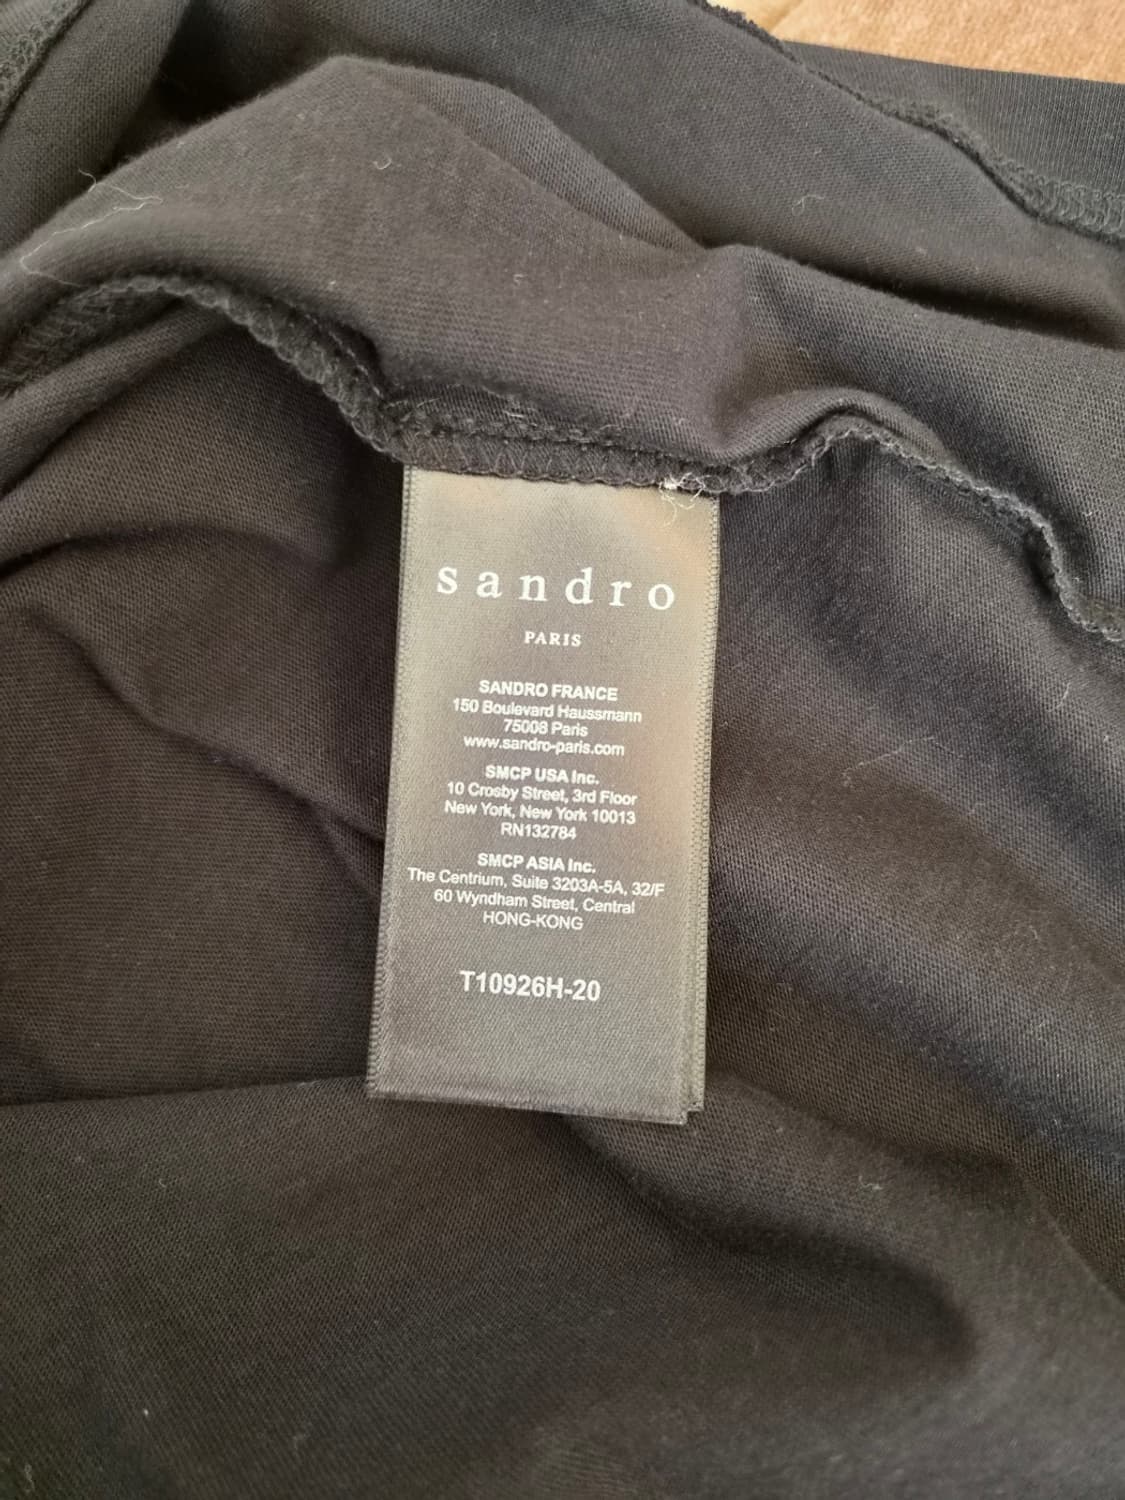 sandro
PARIS
SANDRO FRANCE
150 Boulevard Haussmann
75008 Paris
www.sandro-paris.com
SMCP USA Inc.
10 Crosby Street, 3rd Floor
New York, New York 10013
RN132784
SMCP ASIA Inc.
The Centrium, Suite 3203A-5A, 32/F
60 Wyndham Street, Central
HONG-KONG
T10926H-20